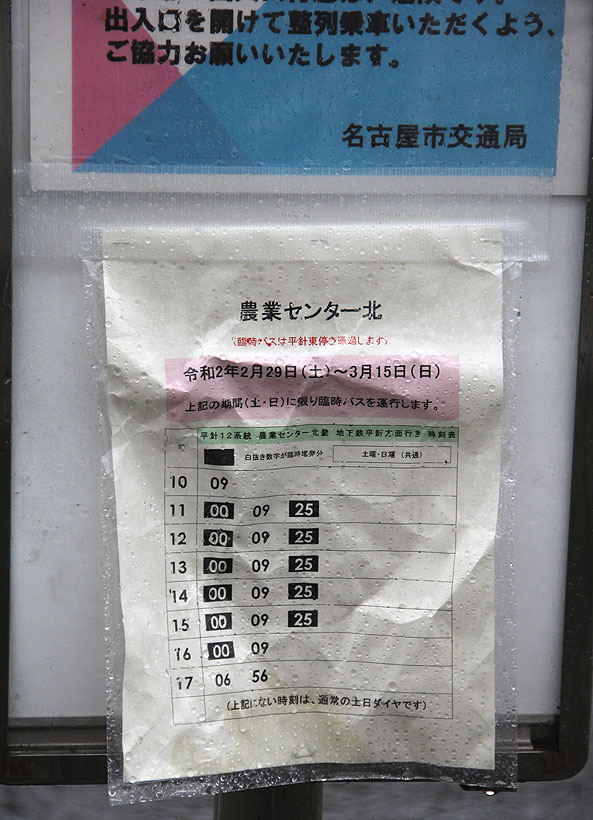 出入口を開けて整列乗車いただくよう、
ご協力お願いいたします。
名古屋市交通局
農業センター北
(臨時バスは平針東停を通過します)
令和2年2月29日(土)~3月15日(日)
上記の期間(土・日)に限り臨時バスを運行します。
平針12系統 農業センター北発 地下鉄平針方面行き 時刻表
時 白抜き数字が臨時増発分 土曜・日曜 (共通)
10 09
11 00 09 25
12 00 09 25
13 00 09 25
14 00 09 25
15 00 09 25
16 00 09
17 06 56
(上記にない時刻は、通常の土日ダイヤです)